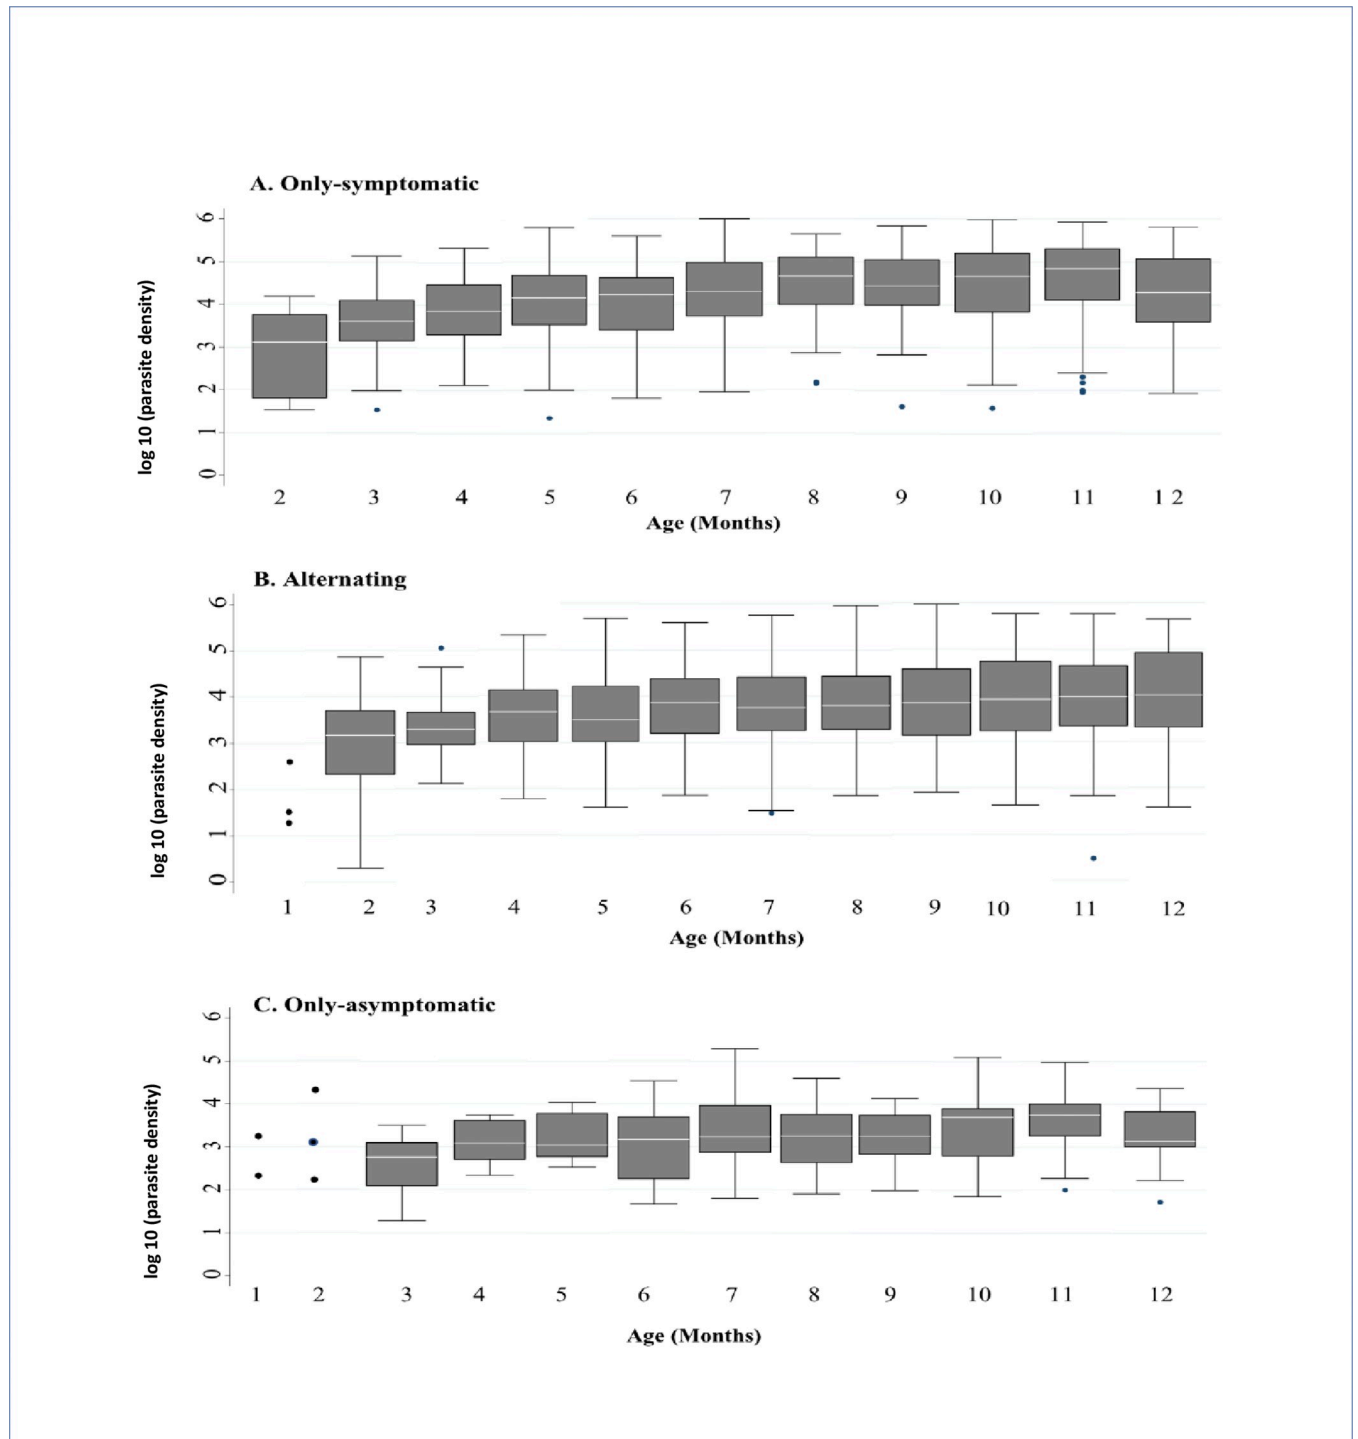 A. Only-symptomatic
log 10 (parasite density)
6
5
4
3
2
1
0
2 3 4 5 6 7 8 9 10 11 1 2
Age (Months)
B. Alternating
log 10 (parasite density)
6
5
4
3
2
1
0
1 2 3 4 5 6 7 8 9 10 11 12
Age (Months)
C. Only-asymptomatic
log 10 (parasite density)
6
5
4
3
2
1
0
1 2 3 4 5 6 7 8 9 10 11 12
Age (Months)